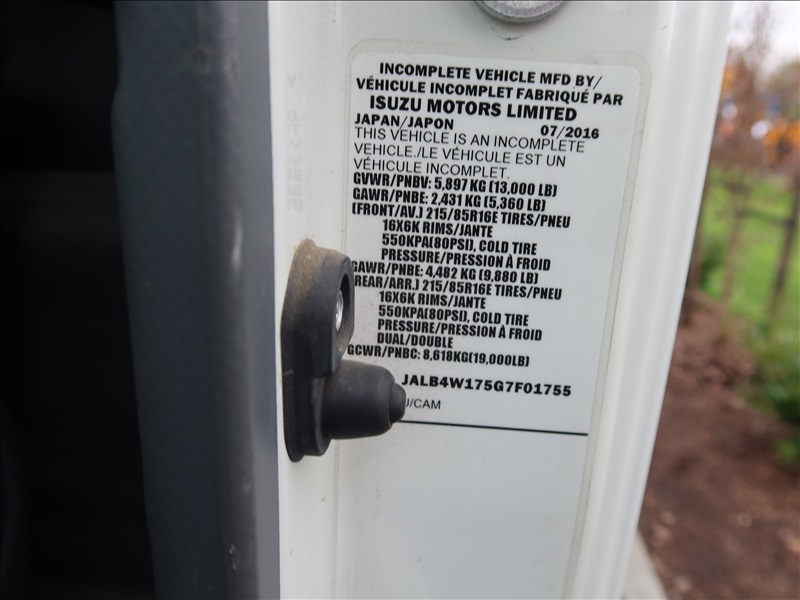 INCOMPLETE VEHICLE MFD BY/
VÉHICULE INCOMPLET FABRIQUÉ PAR
ISUZU MOTORS LIMITED
JAPAN/JAPON 07/2016
THIS VEHICLE IS AN INCOMPLETE
VEHICLE./LE VÉHICULE EST UN
VÉHICULE INCOMPLET.
GVWR/PNBV: 5,897 KG (13,000 LB)
GAWR/PNBE: 2,431 KG (5,360 LB)
(FRONT/AV.) 215/85R16E TIRES/PNEU
16X6K RIMS/JANTE
550KPA(80PSI), COLD TIRE
PRESSURE/PRESSION À FROID
GAWR/PNBE: 4,482 KG (9,880 LB)
REAR/ARR.) 215/85R16E TIRES/PNEU
16X6K RIMS/JANTE
550KPA(80PSI), COLD TIRE
PRESSURE/PRESSION À FROID
DUAL/DOUBLE
GCWR/PNBC: 8,618KG(19,000LB)
JALB4W175G7F01755
/CAM